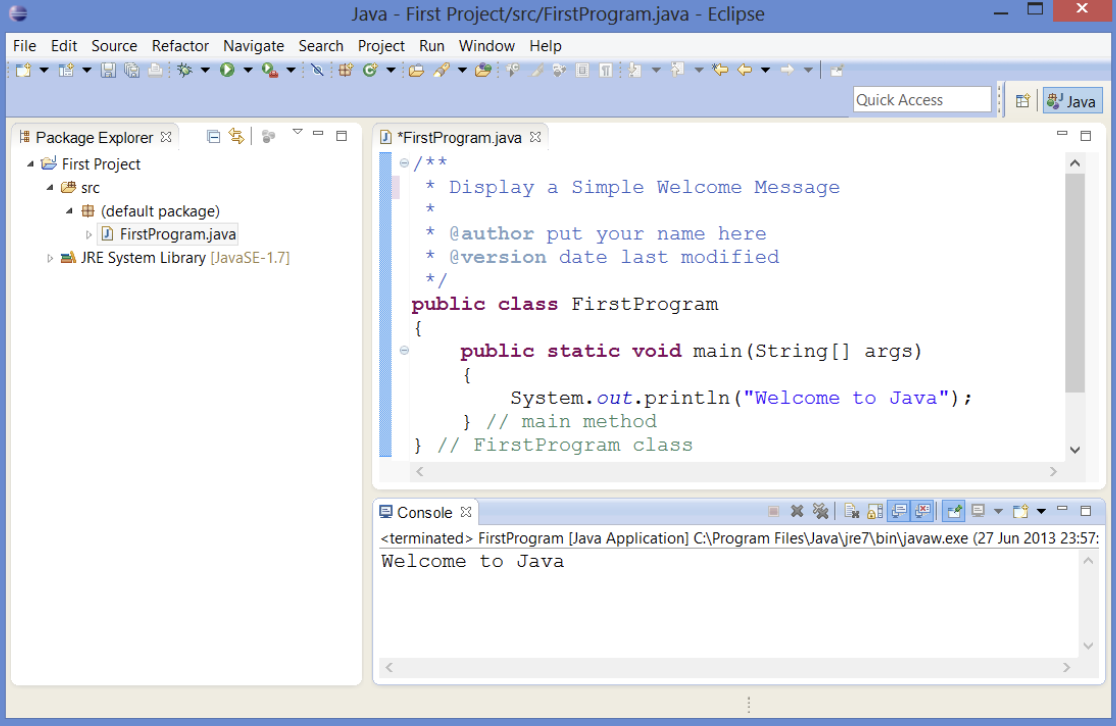 Java - First Project/src/FirstProgram.java - Eclipse
File Edit Source Refactor Navigate Search Project Run Window Help
Quick Access
Java
Package Explorer
First Project
src
(default package)
FirstProgram.java
JRE System Library [JavaSE-1.7]
*FirstProgram.java
/**
* Display a Simple Welcome Message
*
* @author put your name here
* @version date last modified
*/
public class FirstProgram
{
public static void main(String[] args)
{
System.out.println("Welcome to Java");
} // main method
} // FirstProgram class
Console
<terminated> FirstProgram [Java Application] C:\Program Files\Java\jre7\bin\javaw.exe (27 Jun 2013 23:57:
Welcome to Java